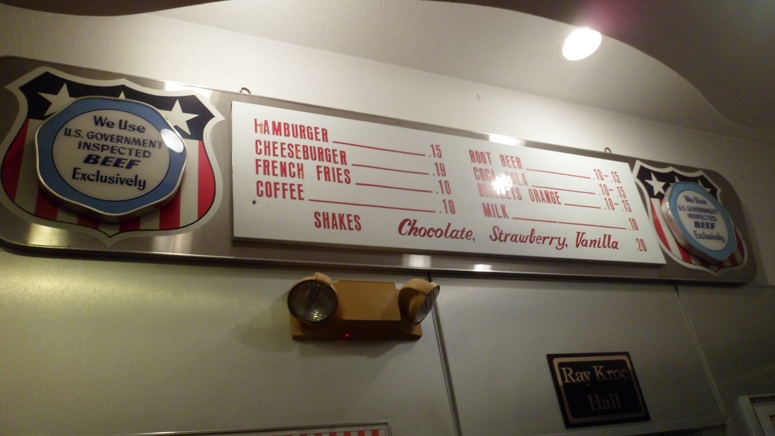 We Use
U.S. GOVERNMENT
INSPECTED
BEEF
Exclusively
HAMBURGER .15
CHEESEBURGER .19
FRENCH FRIES .10
COFFEE .10
ROOT BEER .10-.15
COCA-COLA .10-.15
ORANGE .10-.15
MILK .10
SHAKES Chocolate, Strawberry, Vanilla .20
We Use
U.S. GOVERNMENT
INSPECTED
BEEF
Exclusively
Ray Kroc
Hall